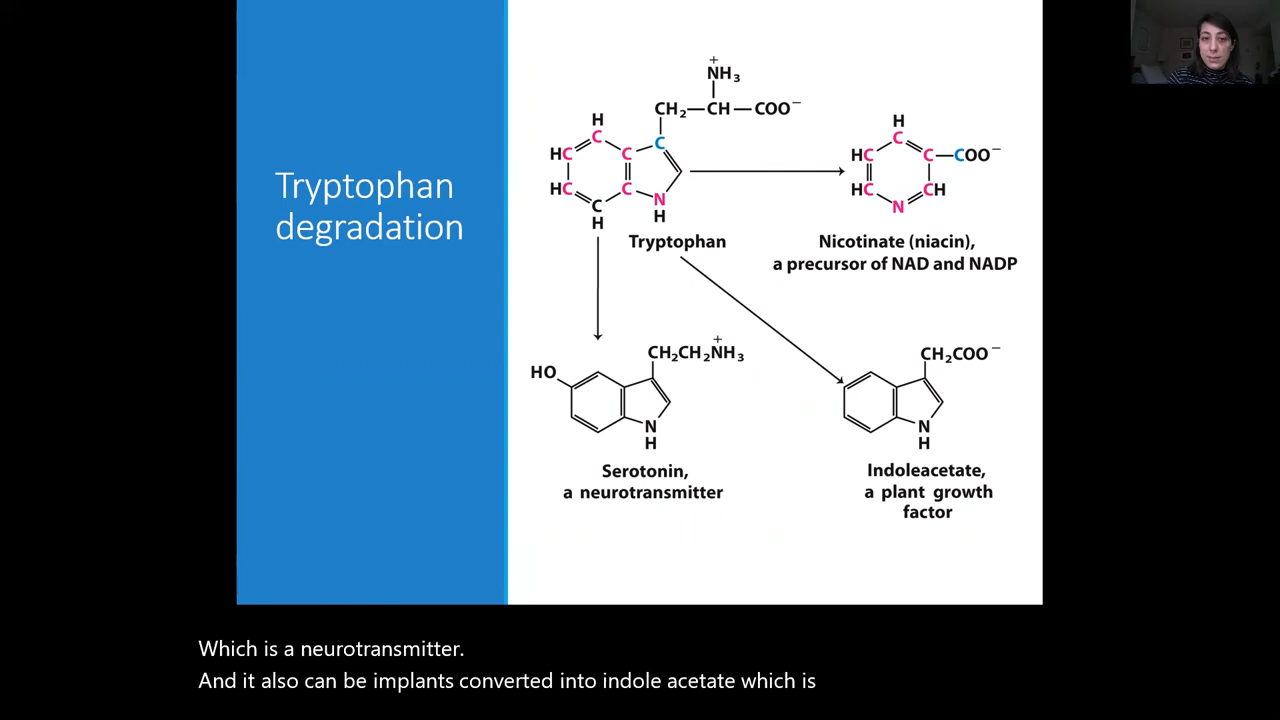 Tryptophan
degradation
+
NH3
CH2—CH—COO−
H
C
HC
C
C
HC
C
C
N
H
H
Tryptophan
H
C
HC
C—COO−
HC
CH
N
Nicotinate (niacin),
a precursor of NAD and NADP
+
CH2CH2NH3
HO
N
H
Serotonin,
a neurotransmitter
CH2COO−
N
H
Indoleacetate,
a plant growth
factor
Which is a neurotransmitter.
And it also can be implants converted into indole acetate which is